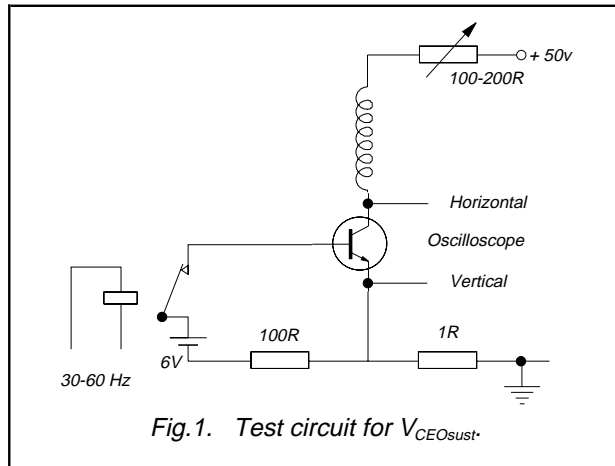 + 50v
100-200R
Horizontal
Oscilloscope
Vertical
100R
1R
6V
30-60 Hz
Fig.1. Test circuit for VCEOsust.